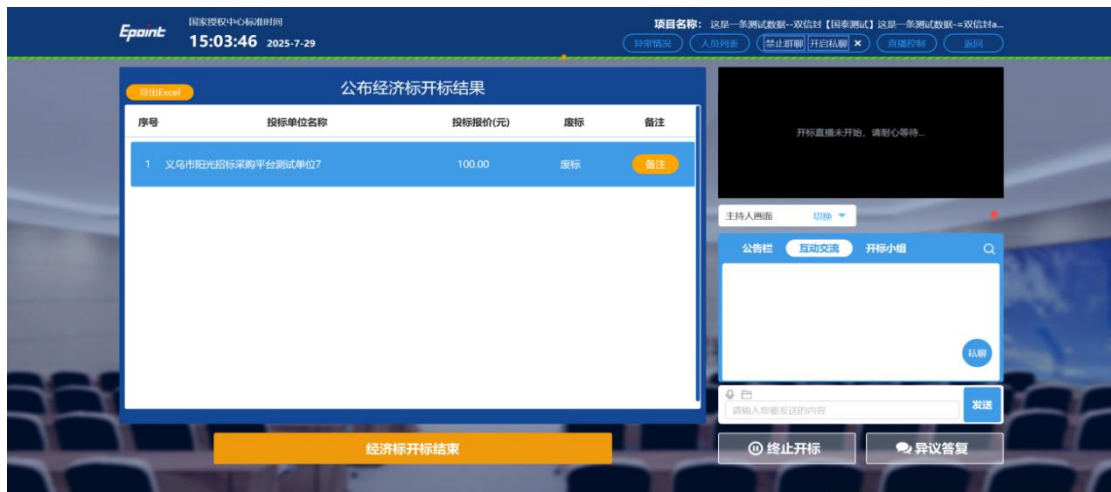 Epoint
国家授权中心标准时间
15:03:46 2025-7-29
项目名称： 这是一条测试数据--双信封【国泰测试】这是一条测试数据-=双信封a...
异常情况 人员列表 禁止群聊 开启私聊 × 直播控制 返回
导出Excel
公布经济标开标结果
序号 投标单位名称 投标报价(元) 废标 备注
1 义乌市阳光招标采购平台测试单位7 100.00 废标 备注
经济标开标结束
开标直播未开始，请耐心等待...
主持人画面 切换
公告栏 互动交流 开标小组
私聊
请输入您要发送的内容
发送
终止开标 异议答复